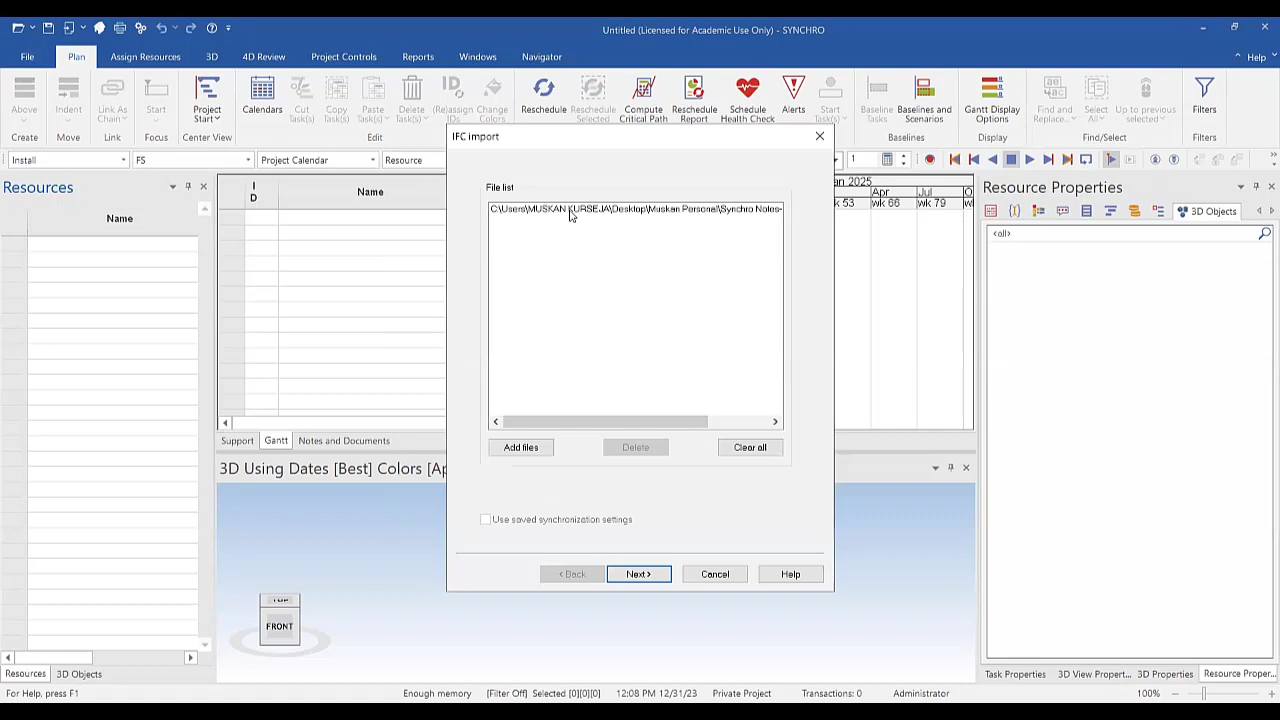 Untitled (Licensed for Academic Use Only) - SYNCHRO
File Plan Assign Resources 3D 4D Review Project Controls Reports Windows Navigator Help
Above Indent Link As Chain Start Project Start Calendars Insert Task(s) Copy Task(s) Paste Task(s) Delete Task(s) (Re)Assign ID(s) Change Colors Reschedule Reschedule Selected Compute Critical Path Reschedule Report Schedule Health Check Alerts Start Task(s) Baseline Tasks Baselines and Scenarios Gantt Display Options Find and Replace... Select All Up to previous selected Filters
Create Move Link Focus Center View Edit Baselines Display Find/Select Filters
Install FS Project Calendar Resource 1
IFC import
Resources
Name
I
D
Name
an 2025
Apr Jul O
k 53 wk 66 wk 79 wk
Resource Properties
3D Objects
<all>
File list
C:\Users\MUSKAN KURSEJA\Desktop\Muskan Personal\Synchro Notes-
Add files Delete Clear all
Support Gantt Notes and Documents
3D Using Dates [Best] Colors [Ap
Use saved synchronization settings
< Back Next > Cancel Help
TOP
FRONT
Resources 3D Objects
Task Properties 3D View Propert... 3D Properties Resource Proper...
For Help, press F1 Enough memory [Filter Off] Selected [0][0][0] 12:08 PM 12/31/23 Private Project Transactions: 0 Administrator 100%